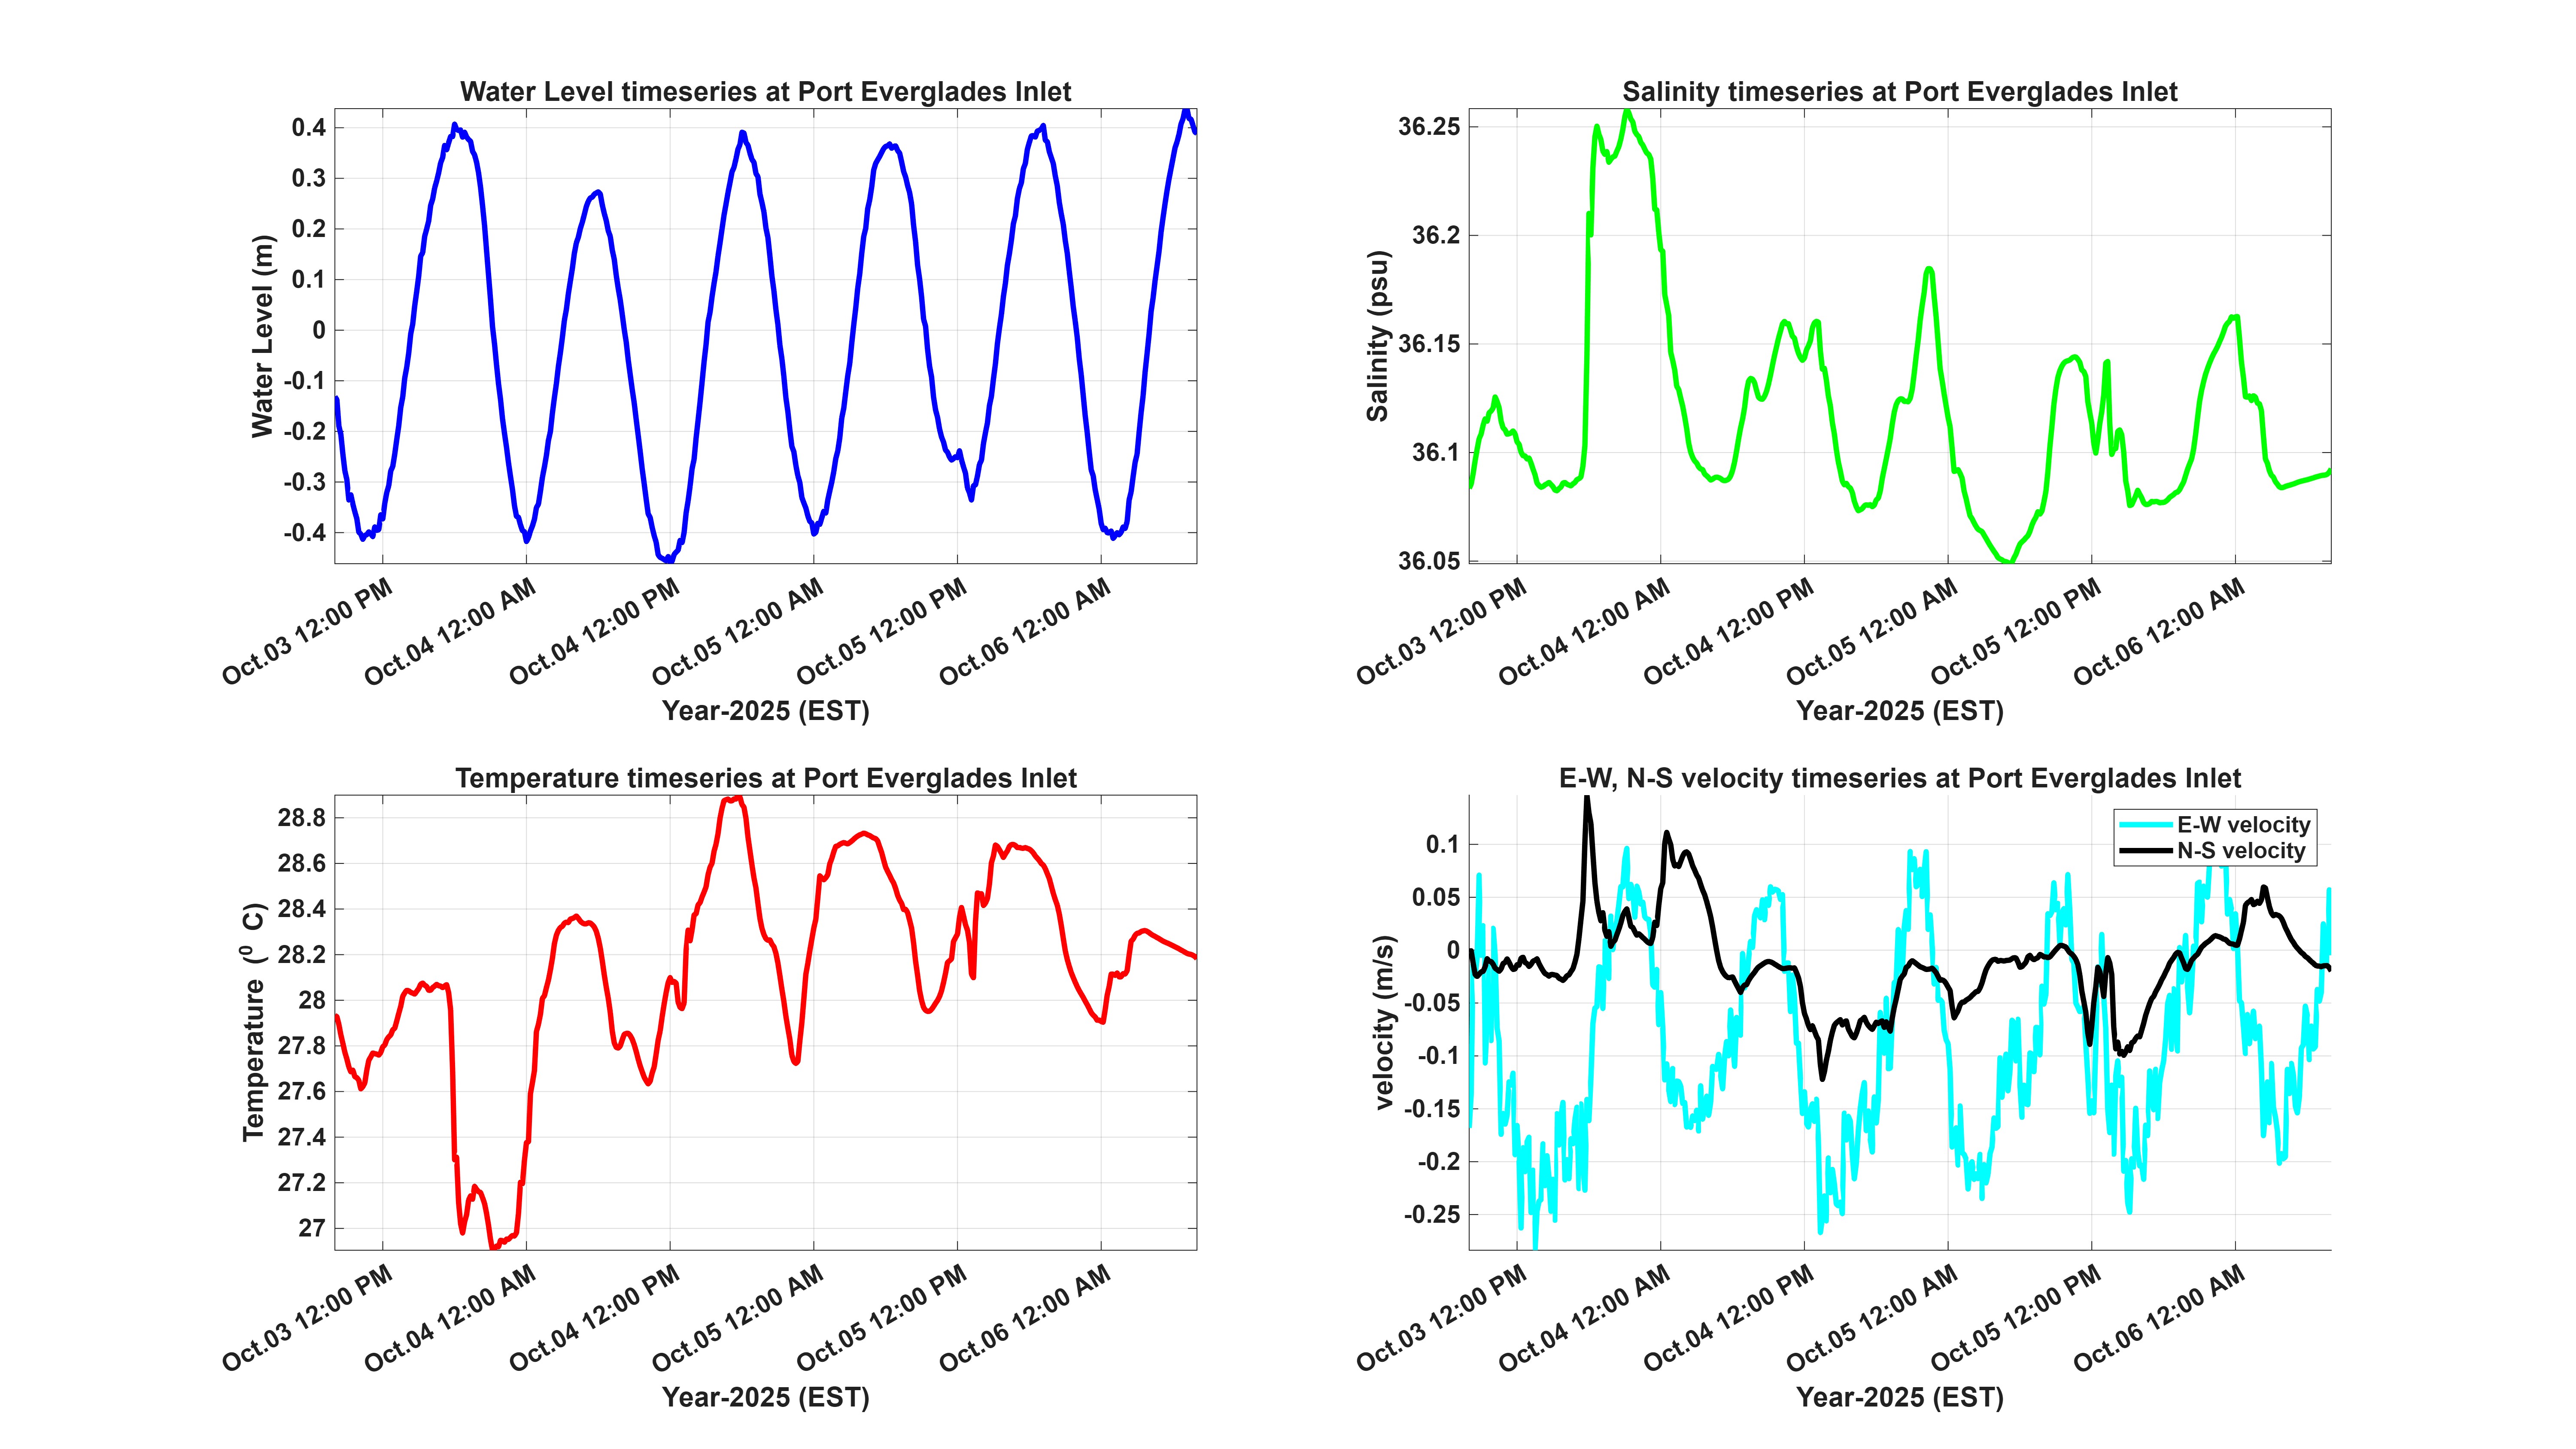 Water Level timeseries at Port Everglades Inlet
Water Level (m)
0.4
0.3
0.2
0.1
0
-0.1
-0.2
-0.3
-0.4
Oct.03 12:00 PM
Oct.04 12:00 AM
Oct.04 12:00 PM
Oct.05 12:00 AM
Oct.05 12:00 PM
Oct.06 12:00 AM
Year-2025 (EST)
Salinity timeseries at Port Everglades Inlet
Salinity (psu)
36.25
36.2
36.15
36.1
36.05
Oct.03 12:00 PM
Oct.04 12:00 AM
Oct.04 12:00 PM
Oct.05 12:00 AM
Oct.05 12:00 PM
Oct.06 12:00 AM
Year-2025 (EST)
Temperature timeseries at Port Everglades Inlet
Temperature (⁰ C)
28.8
28.6
28.4
28.2
28
27.8
27.6
27.4
27.2
27
Oct.03 12:00 PM
Oct.04 12:00 AM
Oct.04 12:00 PM
Oct.05 12:00 AM
Oct.05 12:00 PM
Oct.06 12:00 AM
Year-2025 (EST)
E-W, N-S velocity timeseries at Port Everglades Inlet
E-W velocity
N-S velocity
velocity (m/s)
0.1
0.05
0
-0.05
-0.1
-0.15
-0.2
-0.25
Oct.03 12:00 PM
Oct.04 12:00 AM
Oct.04 12:00 PM
Oct.05 12:00 AM
Oct.05 12:00 PM
Oct.06 12:00 AM
Year-2025 (EST)